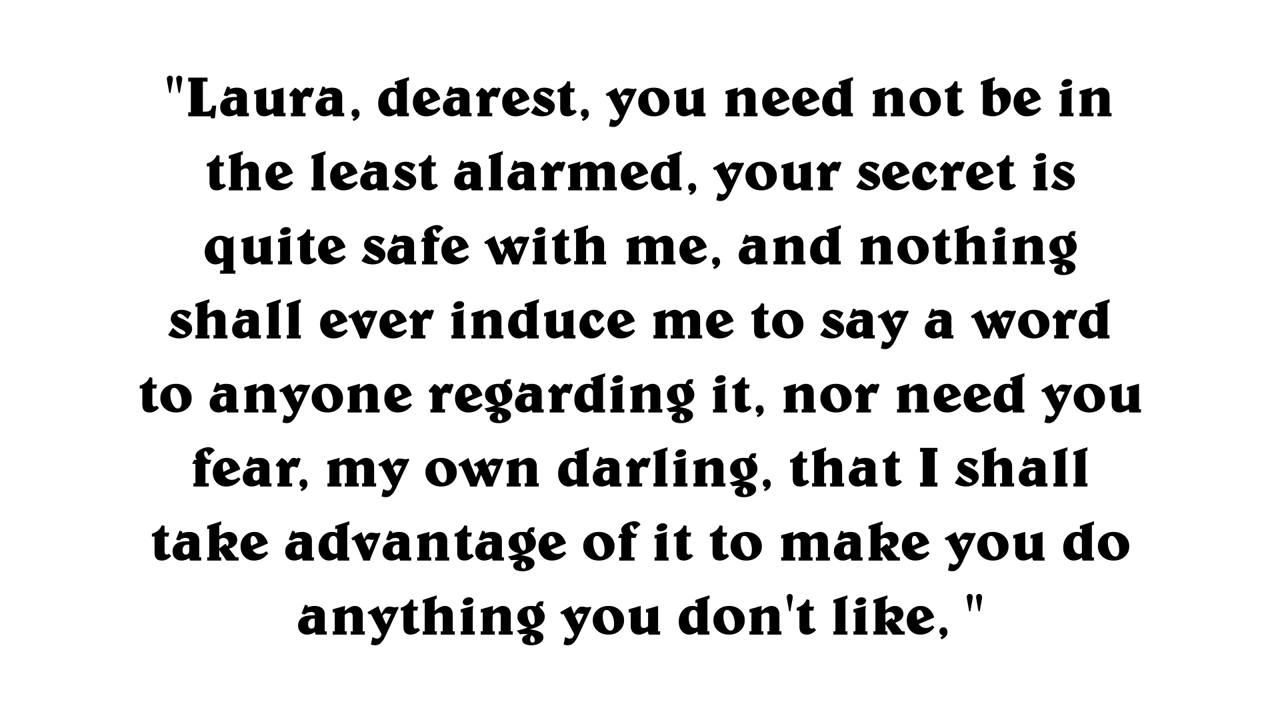 "Laura, dearest, you need not be in
the least alarmed, your secret is
quite safe with me, and nothing
shall ever induce me to say a word
to anyone regarding it, nor need you
fear, my own darling, that I shall
take advantage of it to make you do
anything you don't like, "